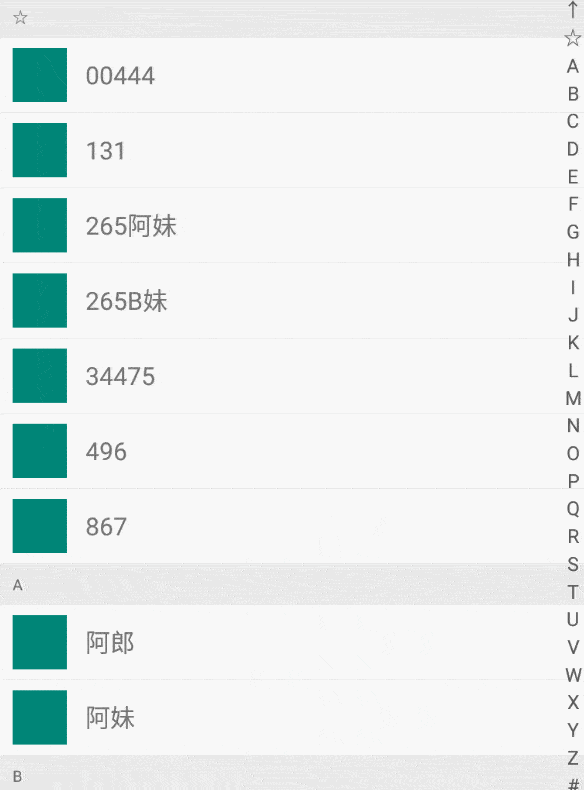 ☆
00444
131
265阿妹
265B妹
34475
496
867
A
阿郎
阿妹
B
↑
☆
A
B
C
D
E
F
G
H
I
J
K
L
M
N
O
P
Q
R
S
T
U
V
W
X
Y
Z
#